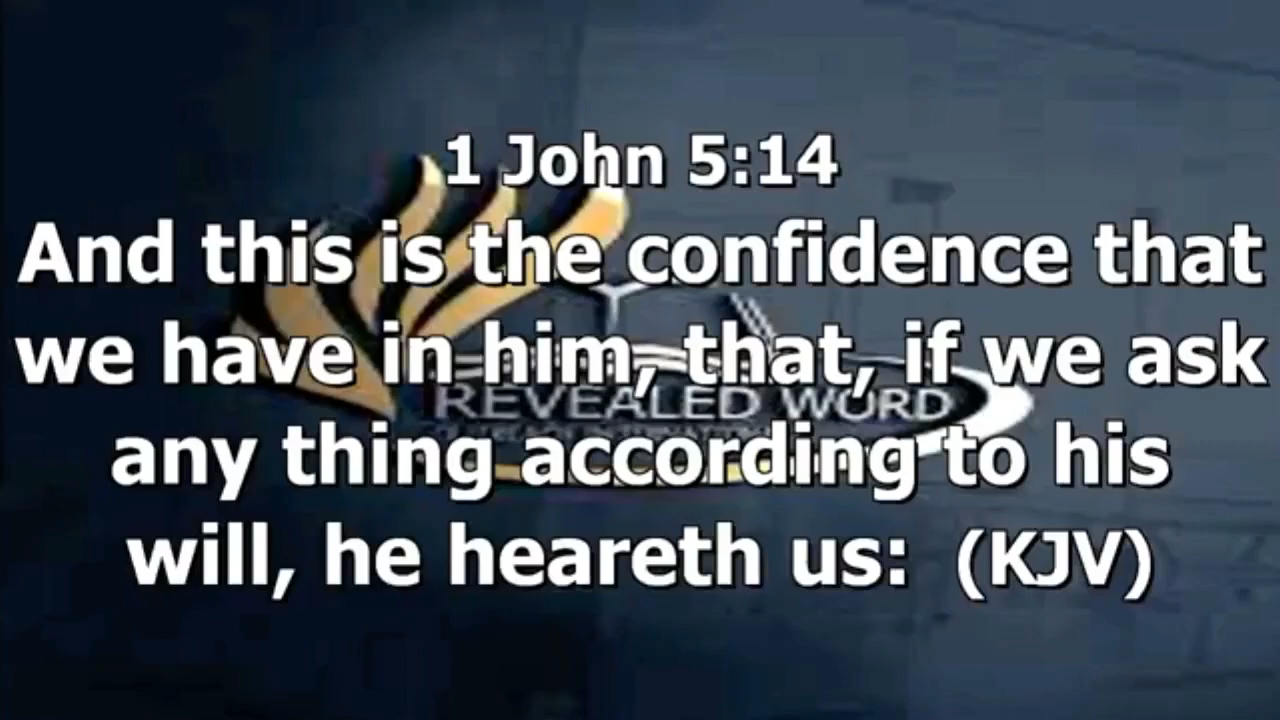 1 John 5:14
And this is the confidence that
we have in him, that, if we ask
REVEALED WORD
any thing according to his
will, he heareth us: (KJV)